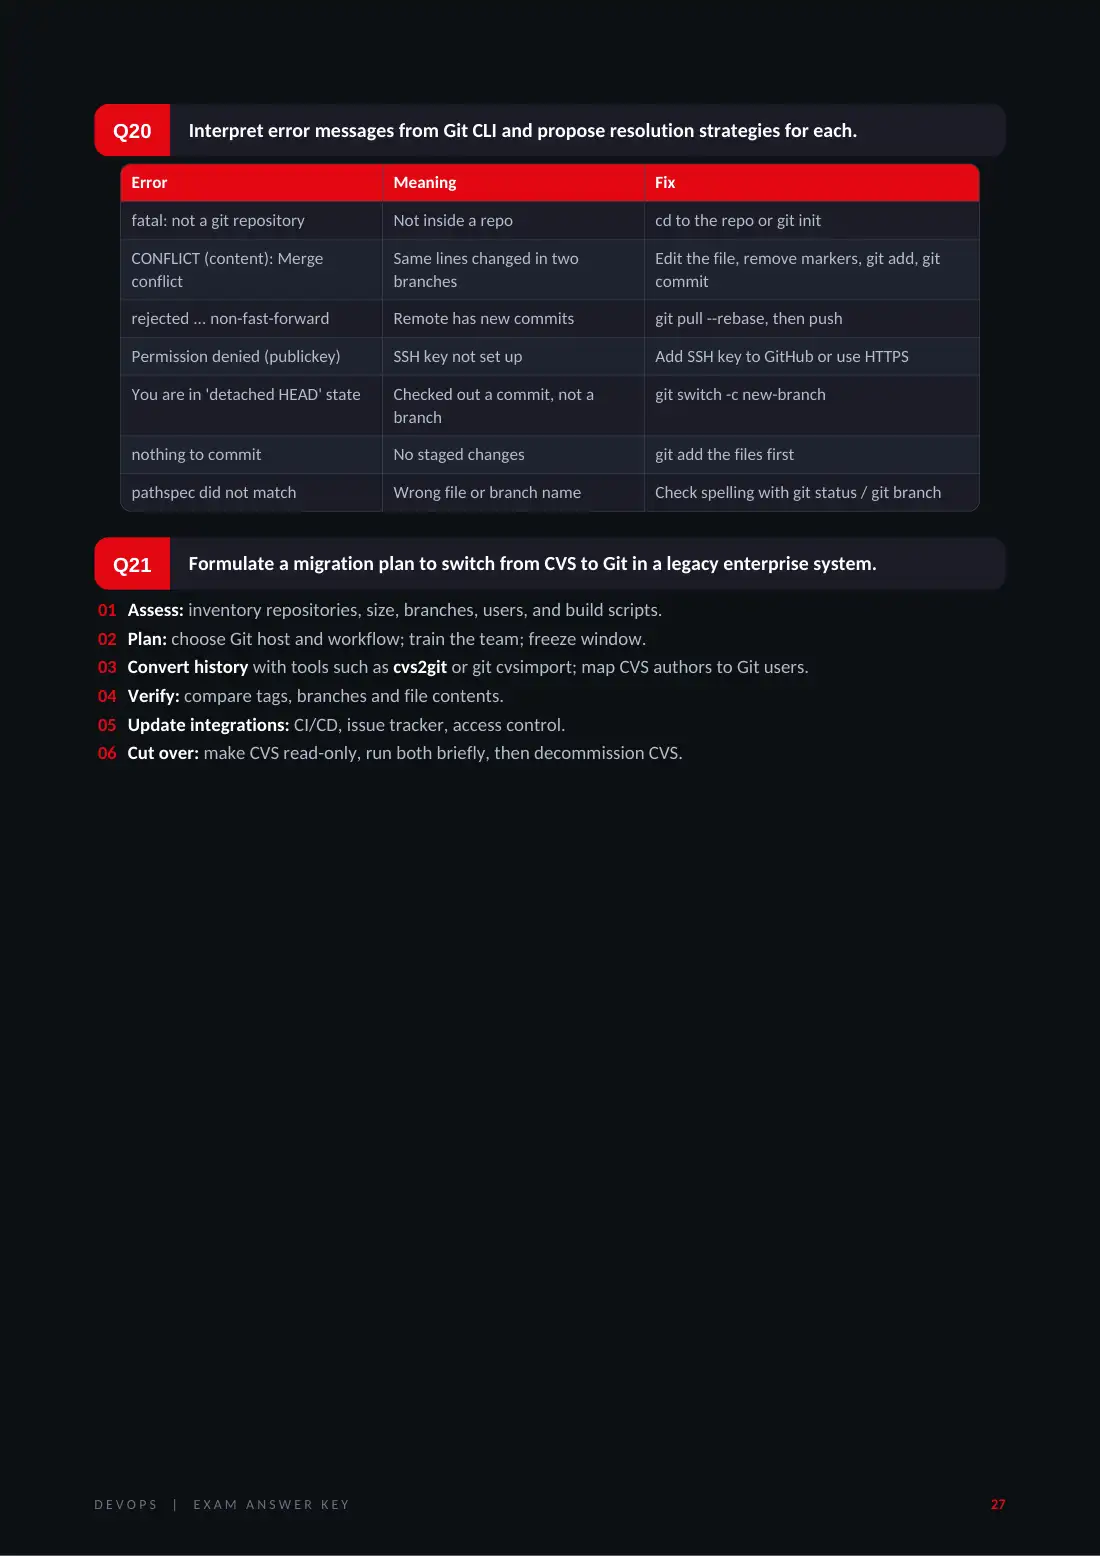 Q20 Interpret error messages from Git CLI and propose resolution strategies for each.
Error Meaning Fix
fatal: not a git repository Not inside a repo cd to the repo or git init
CONFLICT (content): Merge Same lines changed in two Edit the file, remove markers, git add, git
conflict branches commit
rejected ... non-fast-forward Remote has new commits git pull --rebase, then push
Permission denied (publickey) SSH key not set up Add SSH key to GitHub or use HTTPS
You are in 'detached HEAD' state Checked out a commit, not a git switch -c new-branch
branch
nothing to commit No staged changes git add the files first
pathspec did not match Wrong file or branch name Check spelling with git status / git branch
Q21 Formulate a migration plan to switch from CVS to Git in a legacy enterprise system.
01 Assess: inventory repositories, size, branches, users, and build scripts.
02 Plan: choose Git host and workflow; train the team; freeze window.
03 Convert history with tools such as cvs2git or git cvsimport; map CVS authors to Git users.
04 Verify: compare tags, branches and file contents.
05 Update integrations: CI/CD, issue tracker, access control.
06 Cut over: make CVS read-only, run both briefly, then decommission CVS.
DEVOPS | EXAM ANSWER KEY 27